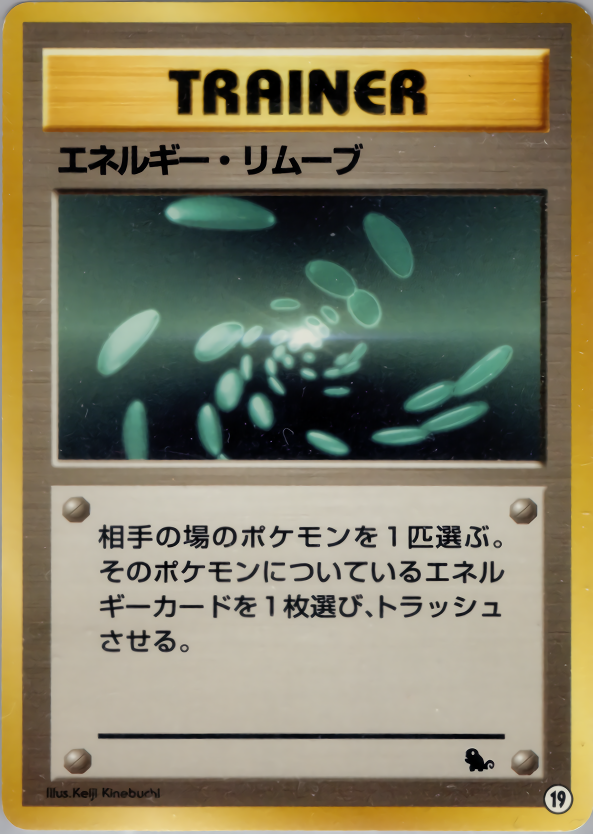 TRAINER
エネルギー・リムーブ
相手の場のポケモンを1匹選ぶ。
そのポケモンについているエネル
ギーカードを1枚選び、トラッシュ
させる。
Illus.Keiji Kinebuchi
19